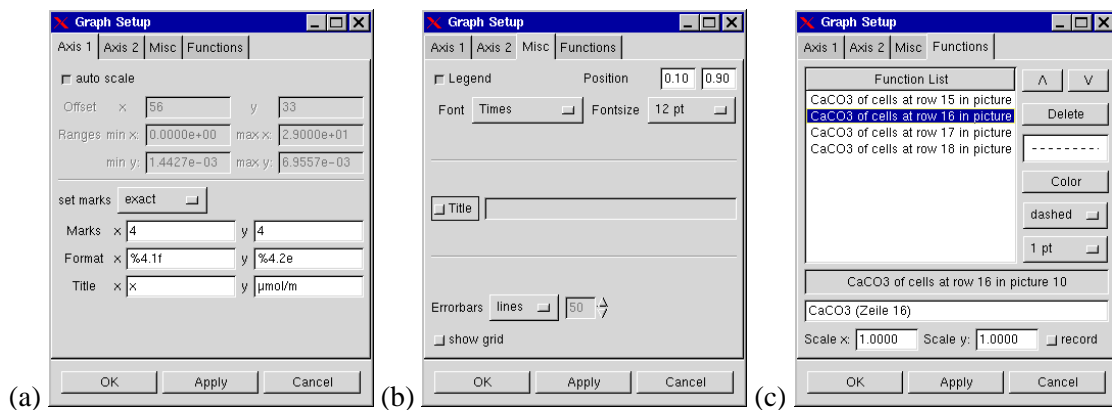 Graph Setup
Axis 1 Axis 2 Misc Functions
auto scale
Offset x 56 y 33
Ranges min x: 0.0000e+00 max x: 2.9000e+01
min y: 1.4427e-03 max y: 6.9557e-03
set marks exact
Marks x 4 y 4
Format x %4.1f y %4.2e
Title x x y µmol/m
OK Apply Cancel
(a)
Graph Setup
Axis 1 Axis 2 Misc Functions
Legend Position 0.10 0.90
Font Times Fontsize 12 pt
Title
Errorbars lines 50
show grid
OK Apply Cancel
(b)
Graph Setup
Axis 1 Axis 2 Misc Functions
Function List
CaCO3 of cells at row 15 in picture
CaCO3 of cells at row 16 in picture
CaCO3 of cells at row 17 in picture
CaCO3 of cells at row 18 in picture
Delete
Color
dashed
1 pt
CaCO3 of cells at row 16 in picture 10
CaCO3 (Zeile 16)
Scale x: 1.0000 Scale y: 1.0000 record
OK Apply Cancel
(c)